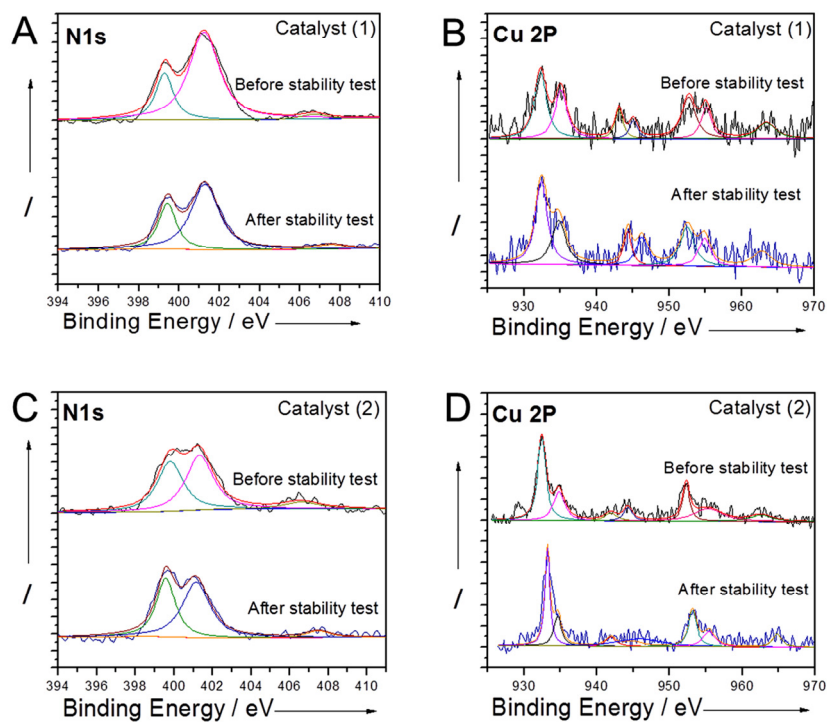 A
N1s
Catalyst (1)
Before stability test
After stability test
/
394 396 398 400 402 404 406 408 410
Binding Energy / eV
B
Cu 2P
Catalyst (1)
Before stability test
After stability test
/
930 940 950 960 970
Binding Energy / eV
C
N1s
Catalyst (2)
Before stability test
After stability test
/
394 396 398 400 402 404 406 408 410
Binding Energy / eV
D
Cu 2P
Catalyst (2)
Before stability test
After stability test
/
930 940 950 960 970
Binding Energy / eV